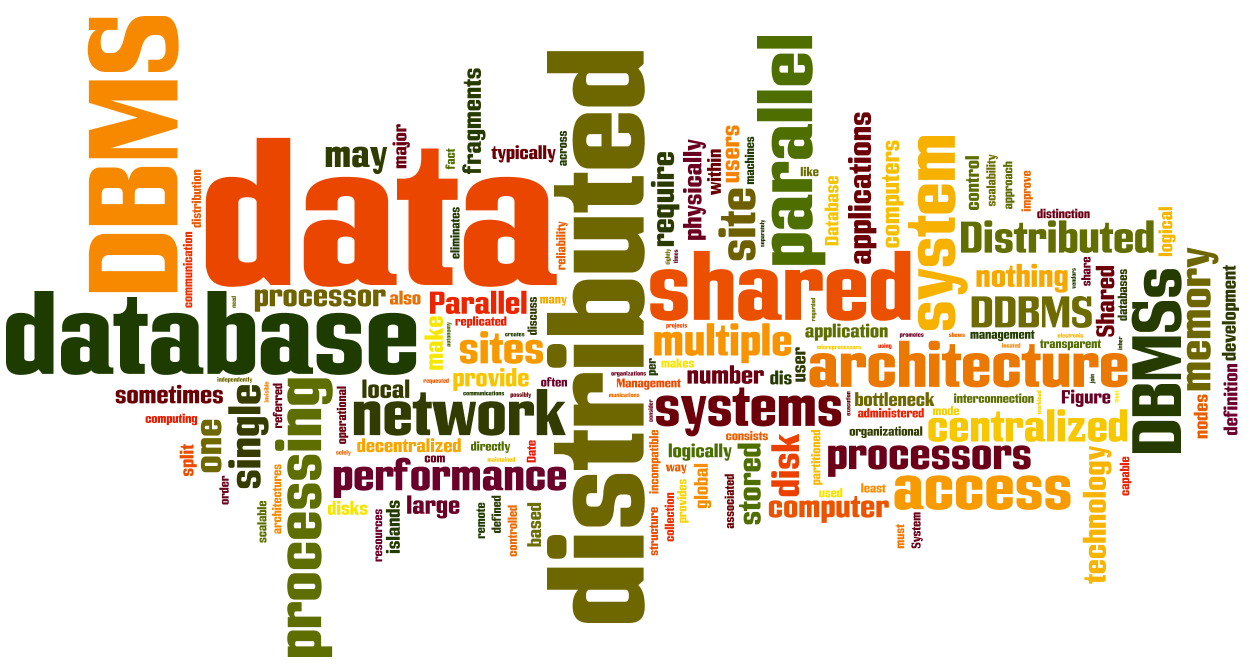 DBMS
data
database
distributed
may
major
fact
fragments
typically
across
distribution
communication
eliminates
reliability
processor
also
Parallel
many
replicated
discuss
creates
make
sites
provide
requested
often
communications
possibly
independently
sometimes
computing
split
one
order
single
referred
scalable
architectures
processing
operational
local
network
decentralized
directly
solely
com
maintained
Date
performance
disks
large
resources
islands
remote
defined
controlled
based
require
physically
within
users
machines
site
separately
parallel
like
Database
applications
computers
system
control
scalability
approach
improve
distinction
Distributed
logical
rightly
times
shared
nothing
share
Shared
databases
DDBMS
DBMSs
memory
development
definition
nodes
projects
multiple
application
promotes
management
electronic
transparent
microprocessors
using
located
per
makes
user
architecture
join
organizations
Management
number
dis
bottleneck
interconnection
Figure
consider
systems
administered
mode
organizational
centralized
consists
logically
way
global
provides
incompatible
structure
collection
associated
stored
disk
partitioned
processors
used
least
computer
access
must
System
technology
capable